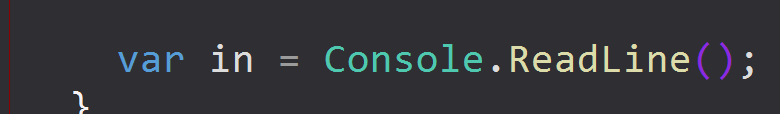 var in = Console.ReadLine();
}